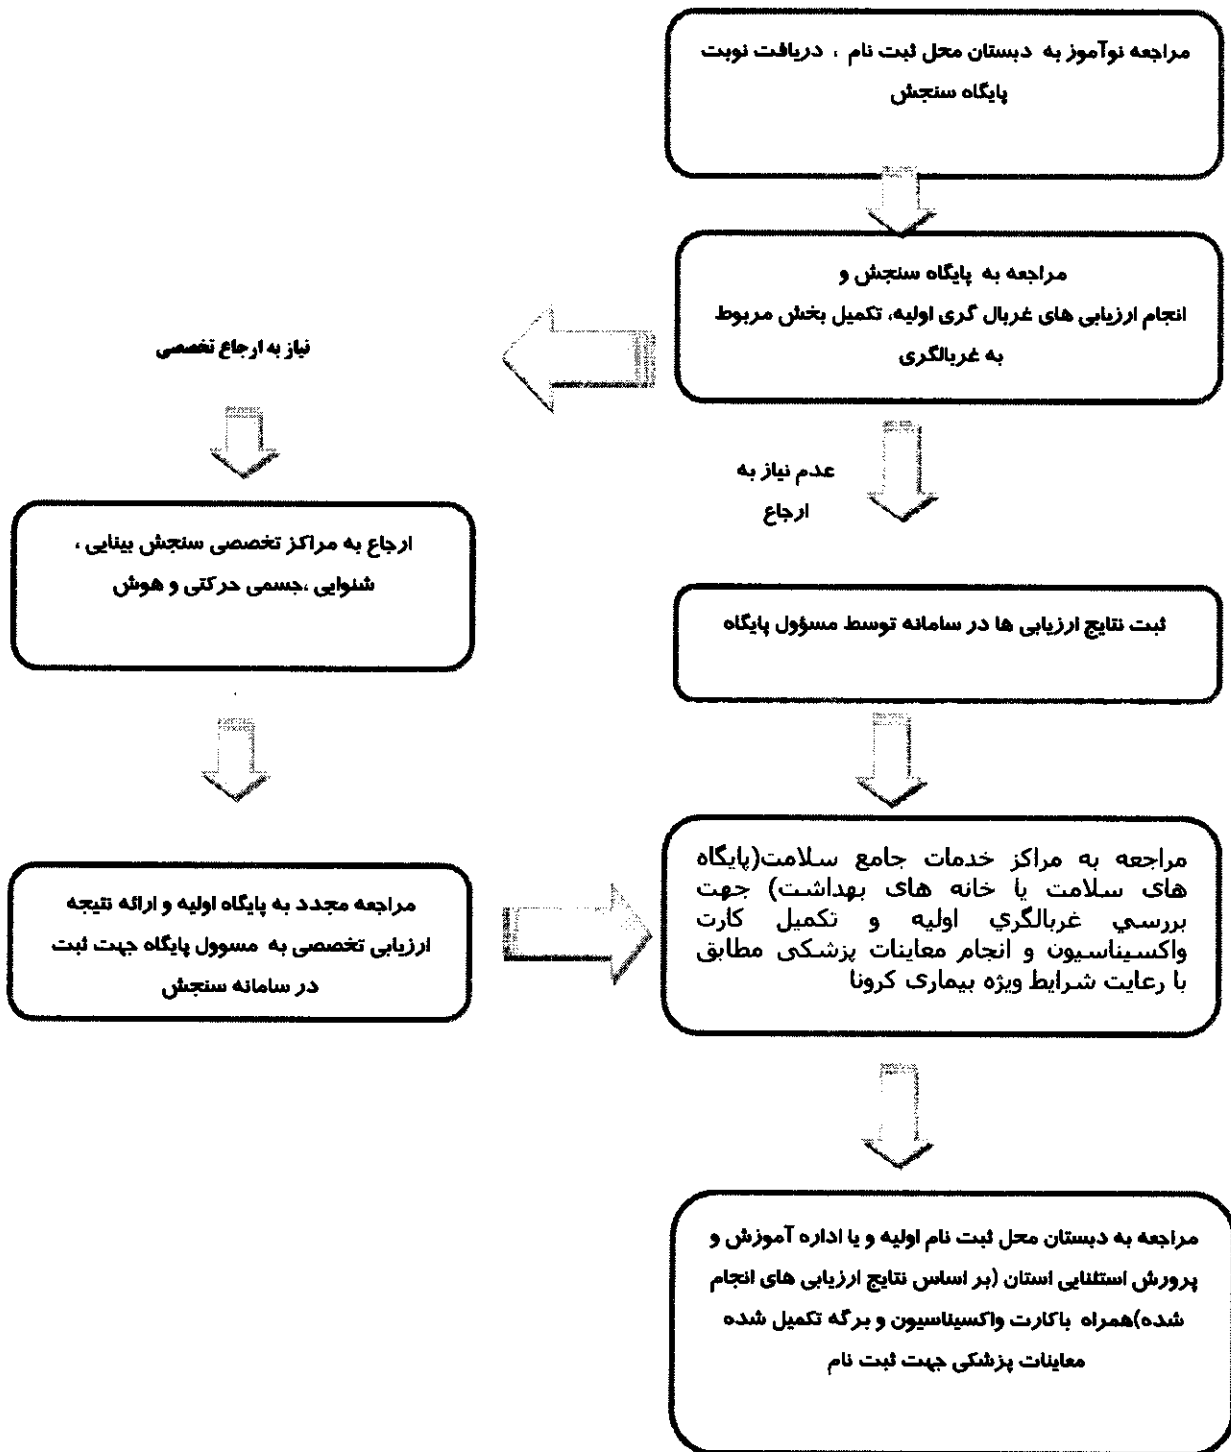 مراجعه نوآموز به دبستان محل ثبت نام ، دریافت نوبت
پایگاه سنجش
مراجعه به پایگاه سنجش و
انجام ارزیابی های غربال گری اولیه، تکمیل بخش مربوط
به غربالگری
نیاز به ارجاع تخصصی
عدم نیاز به
ارجاع
ارجاع به مراکز تخصصی سنجش بینایی ،
شنوایی ،جسمی حرکتی و هوش
ثبت نتایج ارزیابی ها در سامانه توسط مسؤول پایگاه
مراجعه مجدد به پایگاه اولیه و ارائه نتیجه
ارزیابی تخصصی به مسوول پایگاه جهت ثبت
در سامانه سنجش
مراجعه به مراکز خدمات جامع سلامت(پایگاه
های سلامت یا خانه های بهداشت) جهت
بررسي غربالگري اولیه و تکمیل کارت
واکسیناسیون و انجام معاینات پزشکی مطابق
با رعایت شرایط ویژه بیماری کرونا
مراجعه به دبستان محل ثبت نام اولیه و یا اداره آموزش و
پرورش استثنایی استان (بر اساس نتایج ارزیابی های انجام
شده)همراه باکارت واکسیناسیون و برگه تکمیل شده
معاینات پزشکی جهت ثبت نام